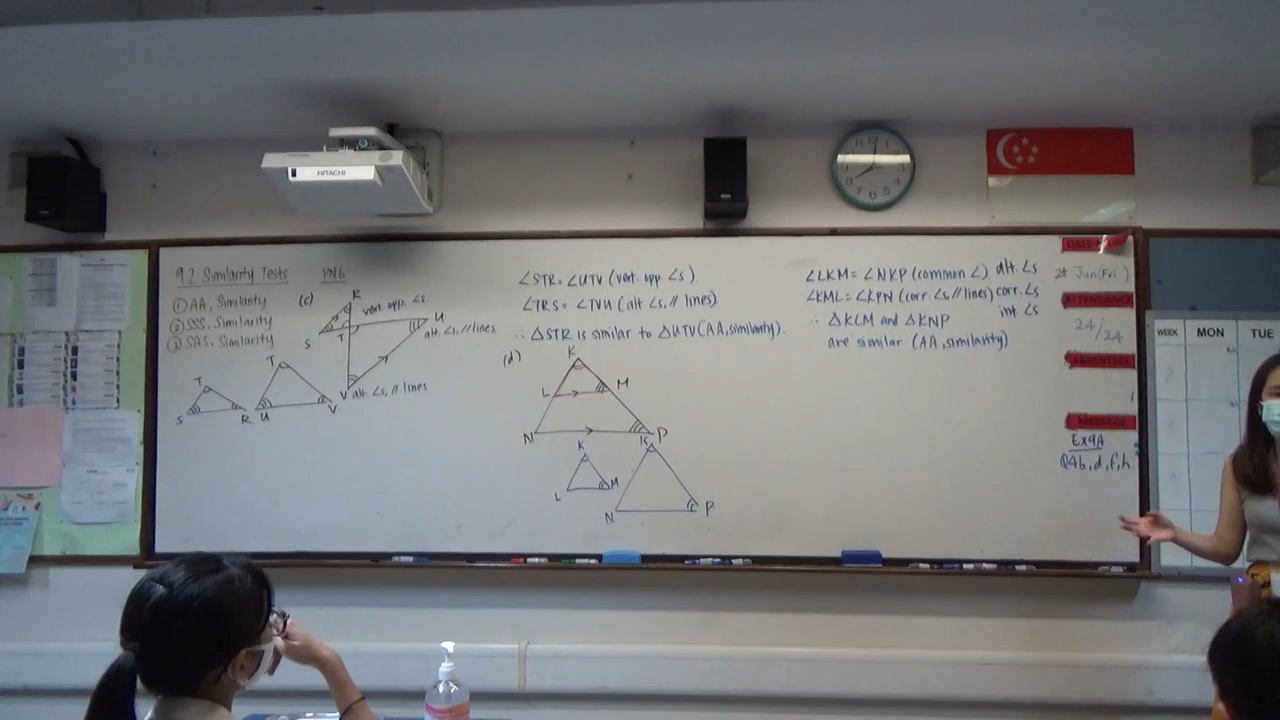 HITACHI
9.2 Similarity Tests PN6
① AA, Similarity
② SSS, Similarity
③ SAS, Similarity
(c)
R
vert. opp. ∠s
S
T
U
alt. ∠s, // lines
V alt. ∠s, // lines
T
S
R
T
U
V
∠STR = ∠UTV (vert. opp. ∠s)
∠TRS = ∠TVU (alt ∠s, // lines)
∴ △STR is similar to △UTV (AA, similarity).
(d)
K
L
M
N
P
K
L
M
K
N
P
∠LKM = ∠NKP (common ∠) alt. ∠s
∠KML = ∠KPN (corr. ∠s // lines) corr. ∠s
int ∠s
∴ △KLM and △KNP
are similar (AA, similarity)
Jun (Fri)
ATTENDANCE
24/24
ABSENTEES
MESSAGE
Ex9A
Q4b, d, f, h
WEEK MON TUE